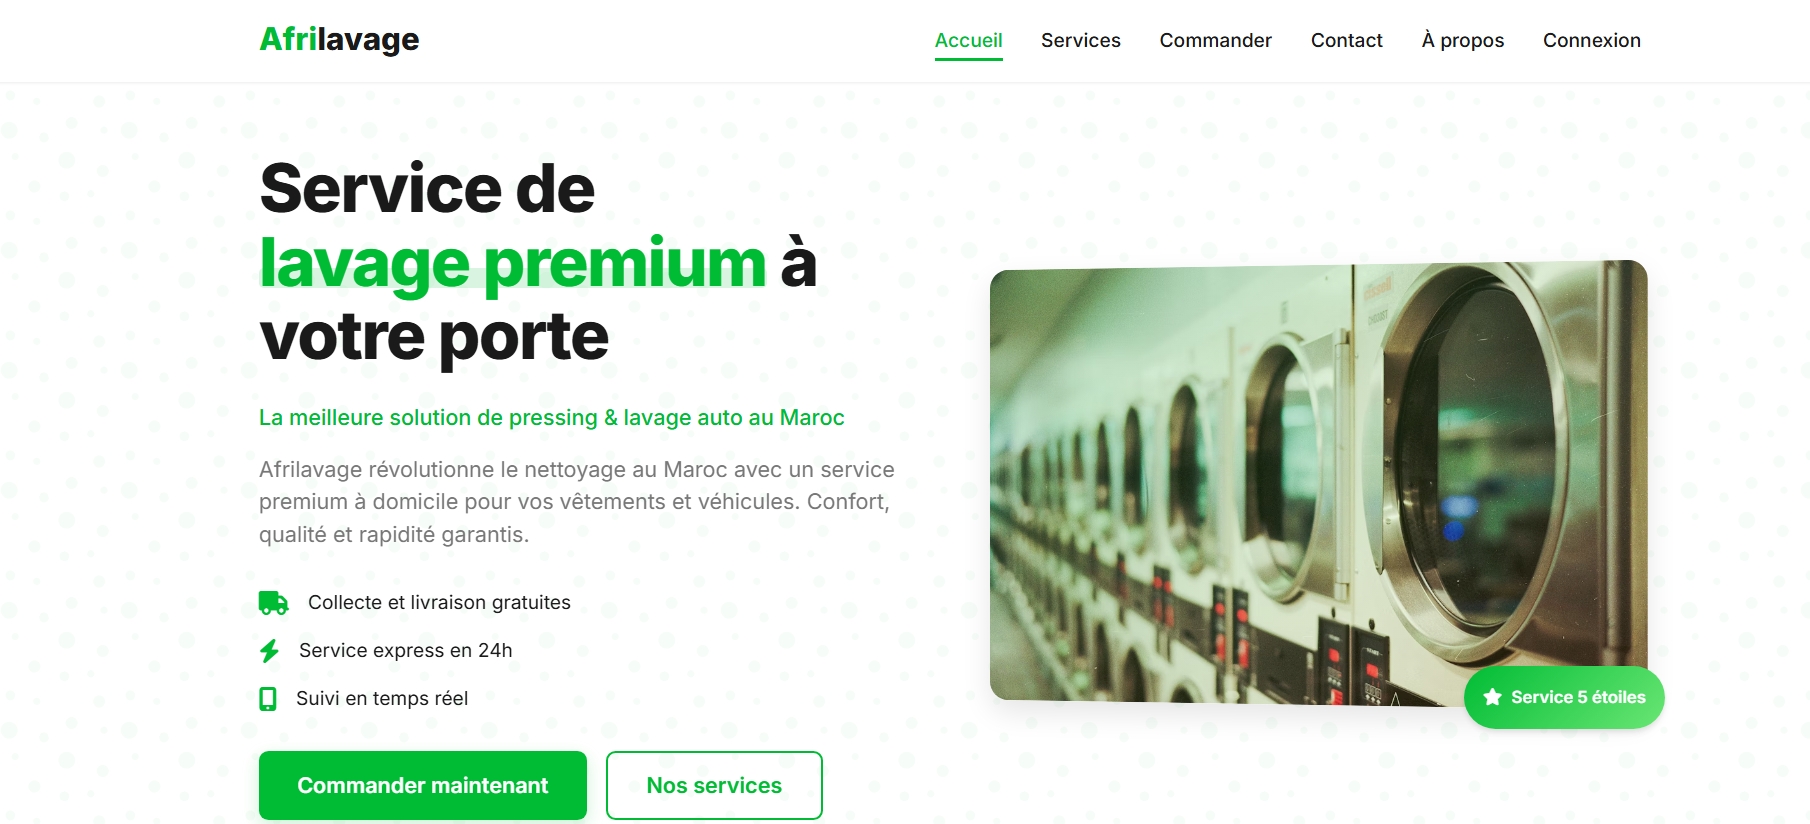 Afrilavage
Accueil Services Commander Contact À propos Connexion
Service de
lavage premium à
votre porte
La meilleure solution de pressing & lavage auto au Maroc
Afrilavage révolutionne le nettoyage au Maroc avec un service
premium à domicile pour vos vêtements et véhicules. Confort,
qualité et rapidité garantis.
Collecte et livraison gratuites
Service express en 24h
Suivi en temps réel
Commander maintenant
Nos services
Service 5 étoiles